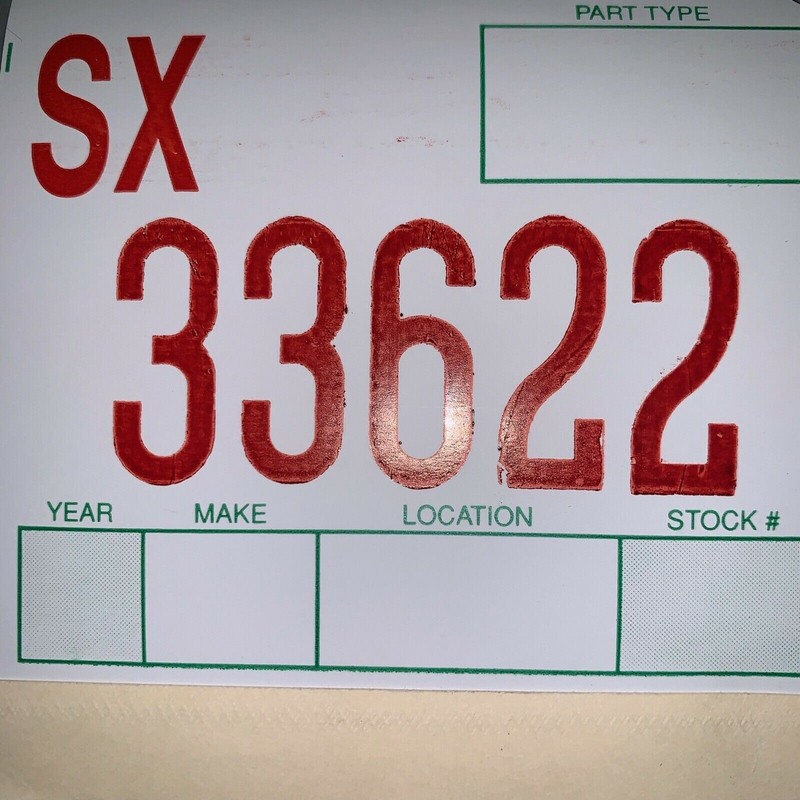 PART TYPE
SX
33622
YEAR MAKE LOCATION STOCK #